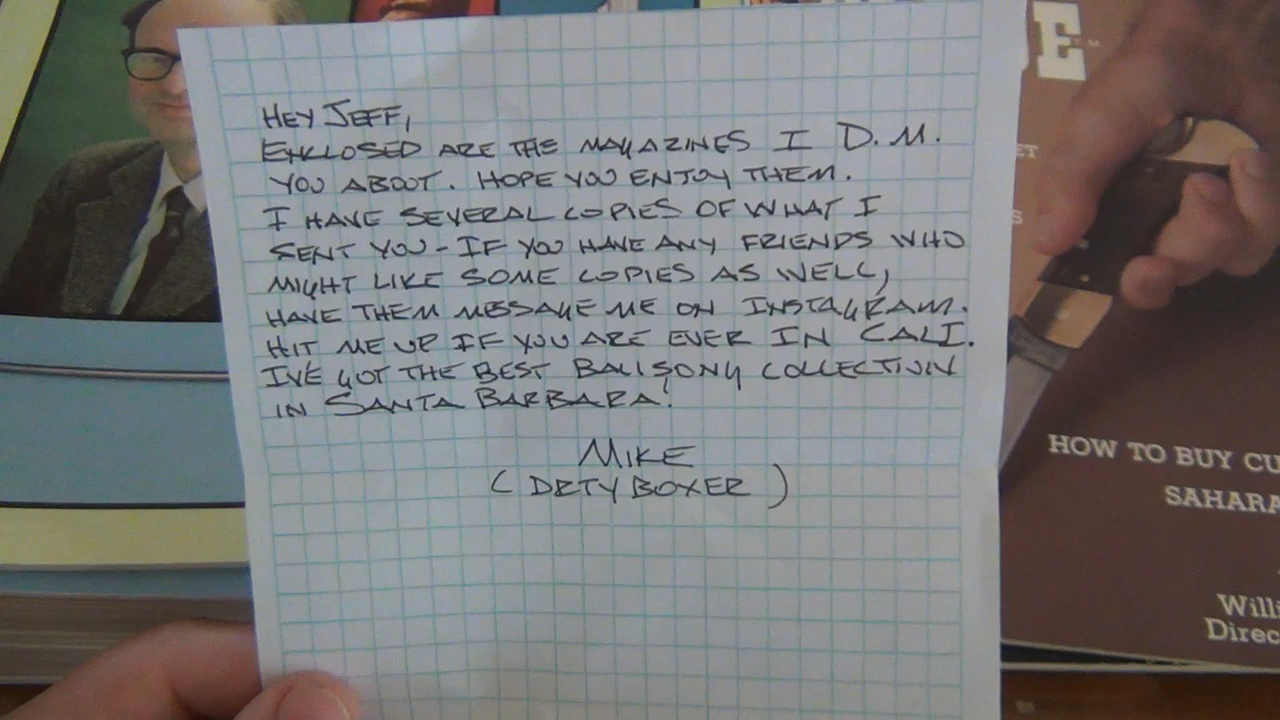 HEY JEFF,
ENCLOSED ARE THE MAGAZINES I D.M.
YOU ABOUT. HOPE YOU ENJOY THEM.
I HAVE SEVERAL COPIES OF WHAT I
SENT YOU - IF YOU HAVE ANY FRIENDS WHO
MIGHT LIKE SOME COPIES AS WELL,
HAVE THEM MESSAGE ME ON INSTAGRAM.
HIT ME UP IF YOU ARE EVER IN CALI.
I'VE GOT THE BEST BALISONG COLLECTION
IN SANTA BARBARA!
MIKE
(DRTYBOXER)
E
ET
S
HOW TO BUY CU
SAHARA
Willi
Direc